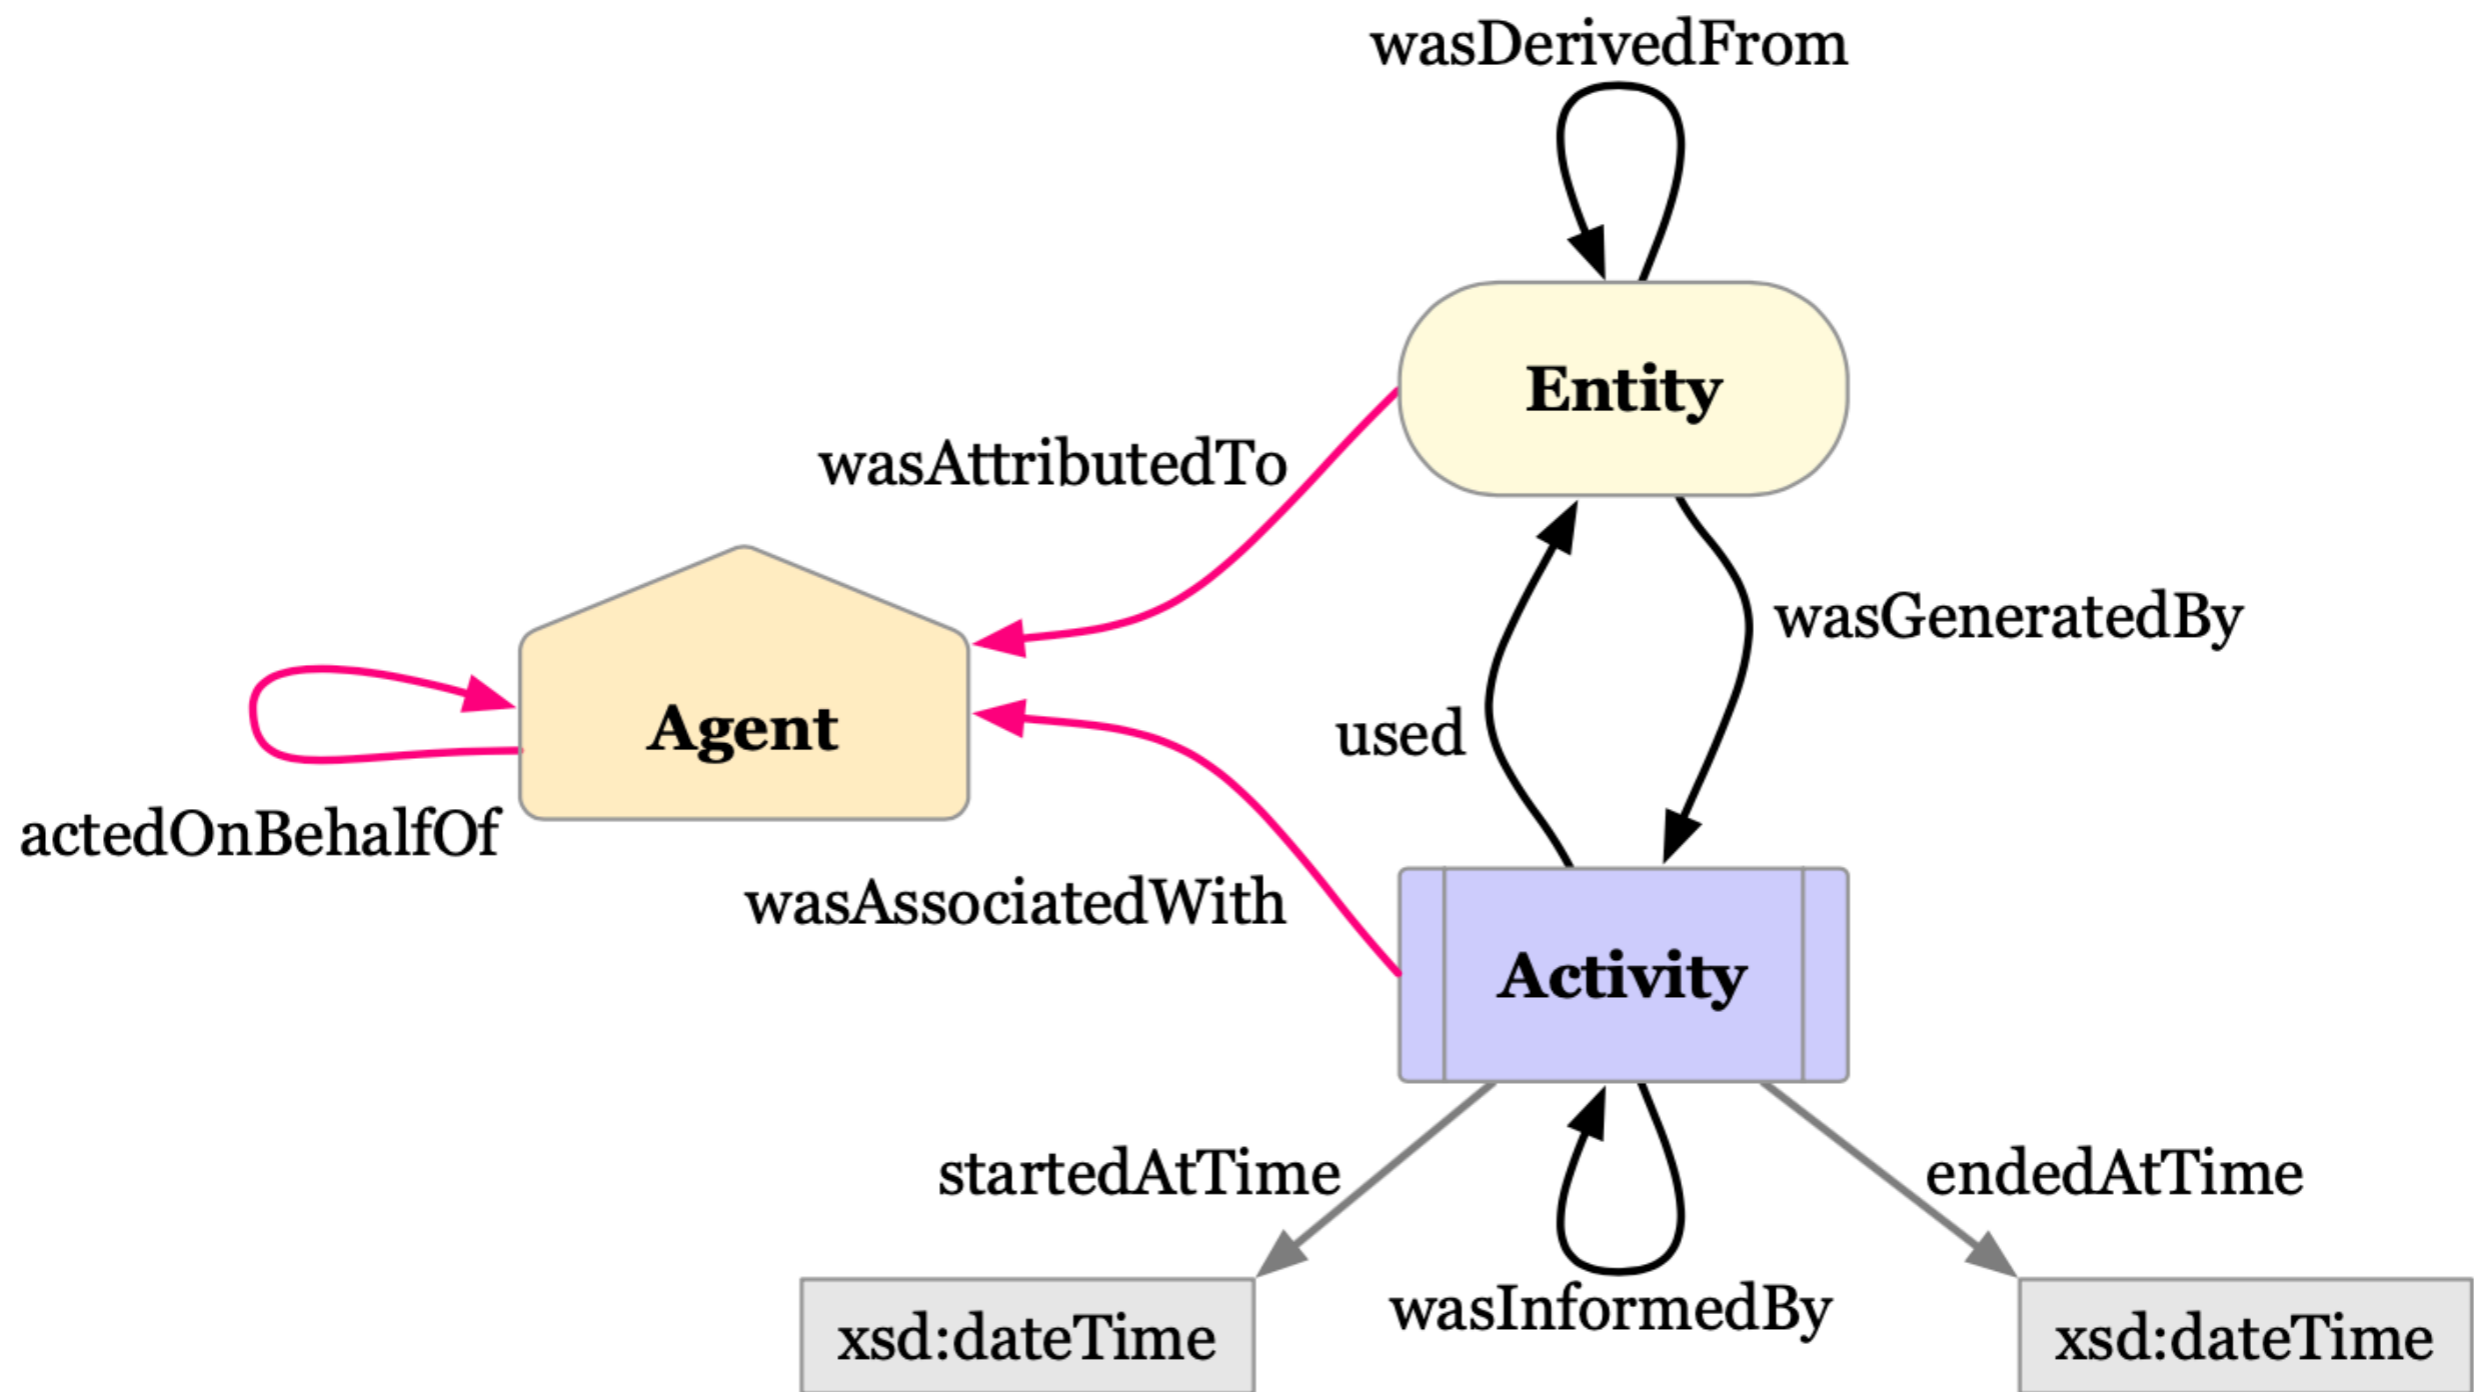 wasDerivedFrom
Entity
wasAttributedTo
wasGeneratedBy
Agent
used
actedOnBehalfOf
wasAssociatedWith
Activity
startedAtTime
endedAtTime
wasInformedBy
xsd:dateTime
xsd:dateTime